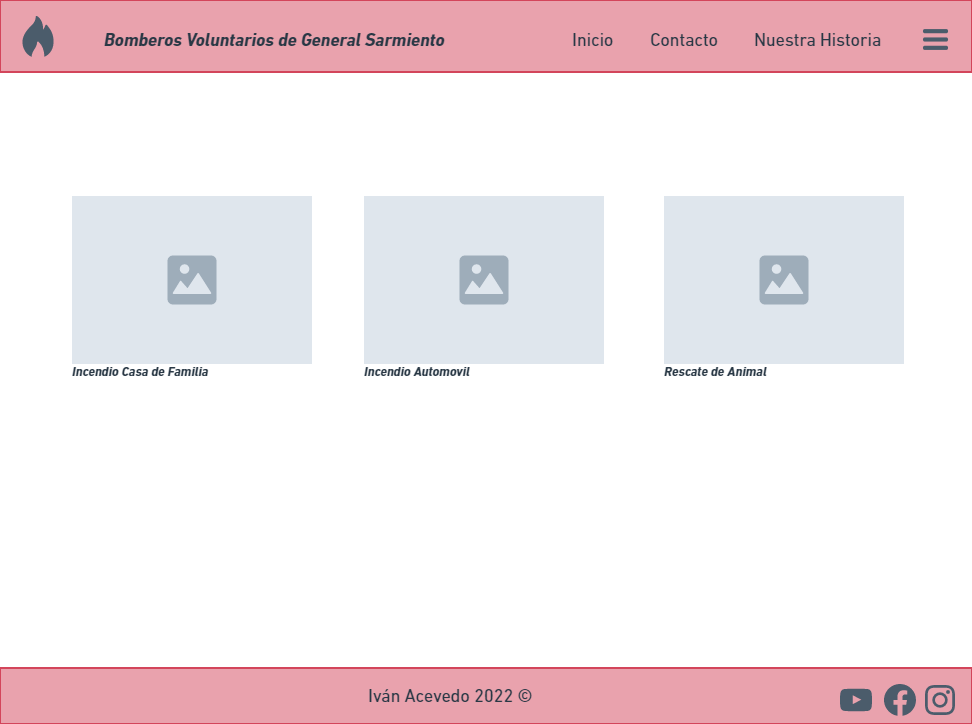 Bomberos Voluntarios de General Sarmiento
Inicio
Contacto
Nuestra Historia
Incendio Casa de Familia
Incendio Automovil
Rescate de Animal
Iván Acevedo 2022 ©